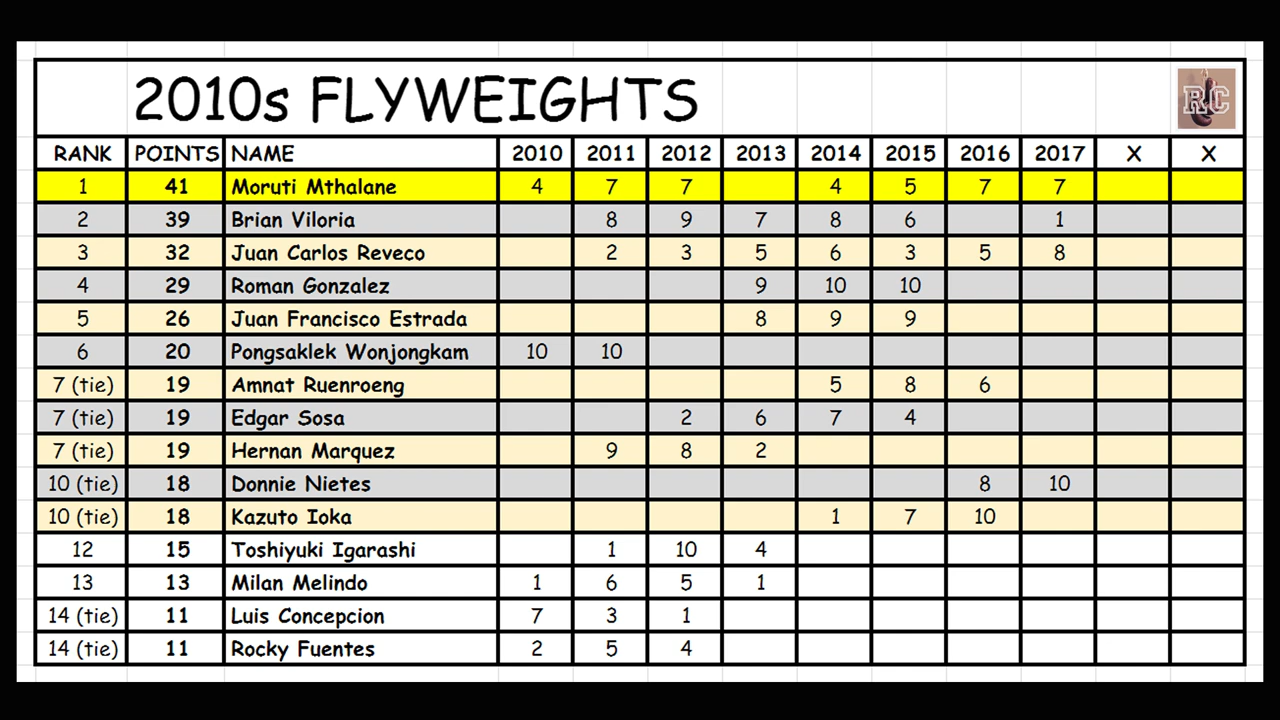 2010s FLYWEIGHTS
RC
RANK POINTS NAME 2010 2011 2012 2013 2014 2015 2016 2017 X X
1 41 Moruti Mthalane 4 7 7 4 5 7 7
2 39 Brian Viloria 8 9 7 8 6 1
3 32 Juan Carlos Reveco 2 3 5 6 3 5 8
4 29 Roman Gonzalez 9 10 10
5 26 Juan Francisco Estrada 8 9 9
6 20 Pongsaklek Wonjongkam 10 10
7 (tie) 19 Amnat Ruenroeng 5 8 6
7 (tie) 19 Edgar Sosa 2 6 7 4
7 (tie) 19 Hernan Marquez 9 8 2
10 (tie) 18 Donnie Nietes 8 10
10 (tie) 18 Kazuto Ioka 1 7 10
12 15 Toshiyuki Igarashi 1 10 4
13 13 Milan Melindo 1 6 5 1
14 (tie) 11 Luis Concepcion 7 3 1
14 (tie) 11 Rocky Fuentes 2 5 4